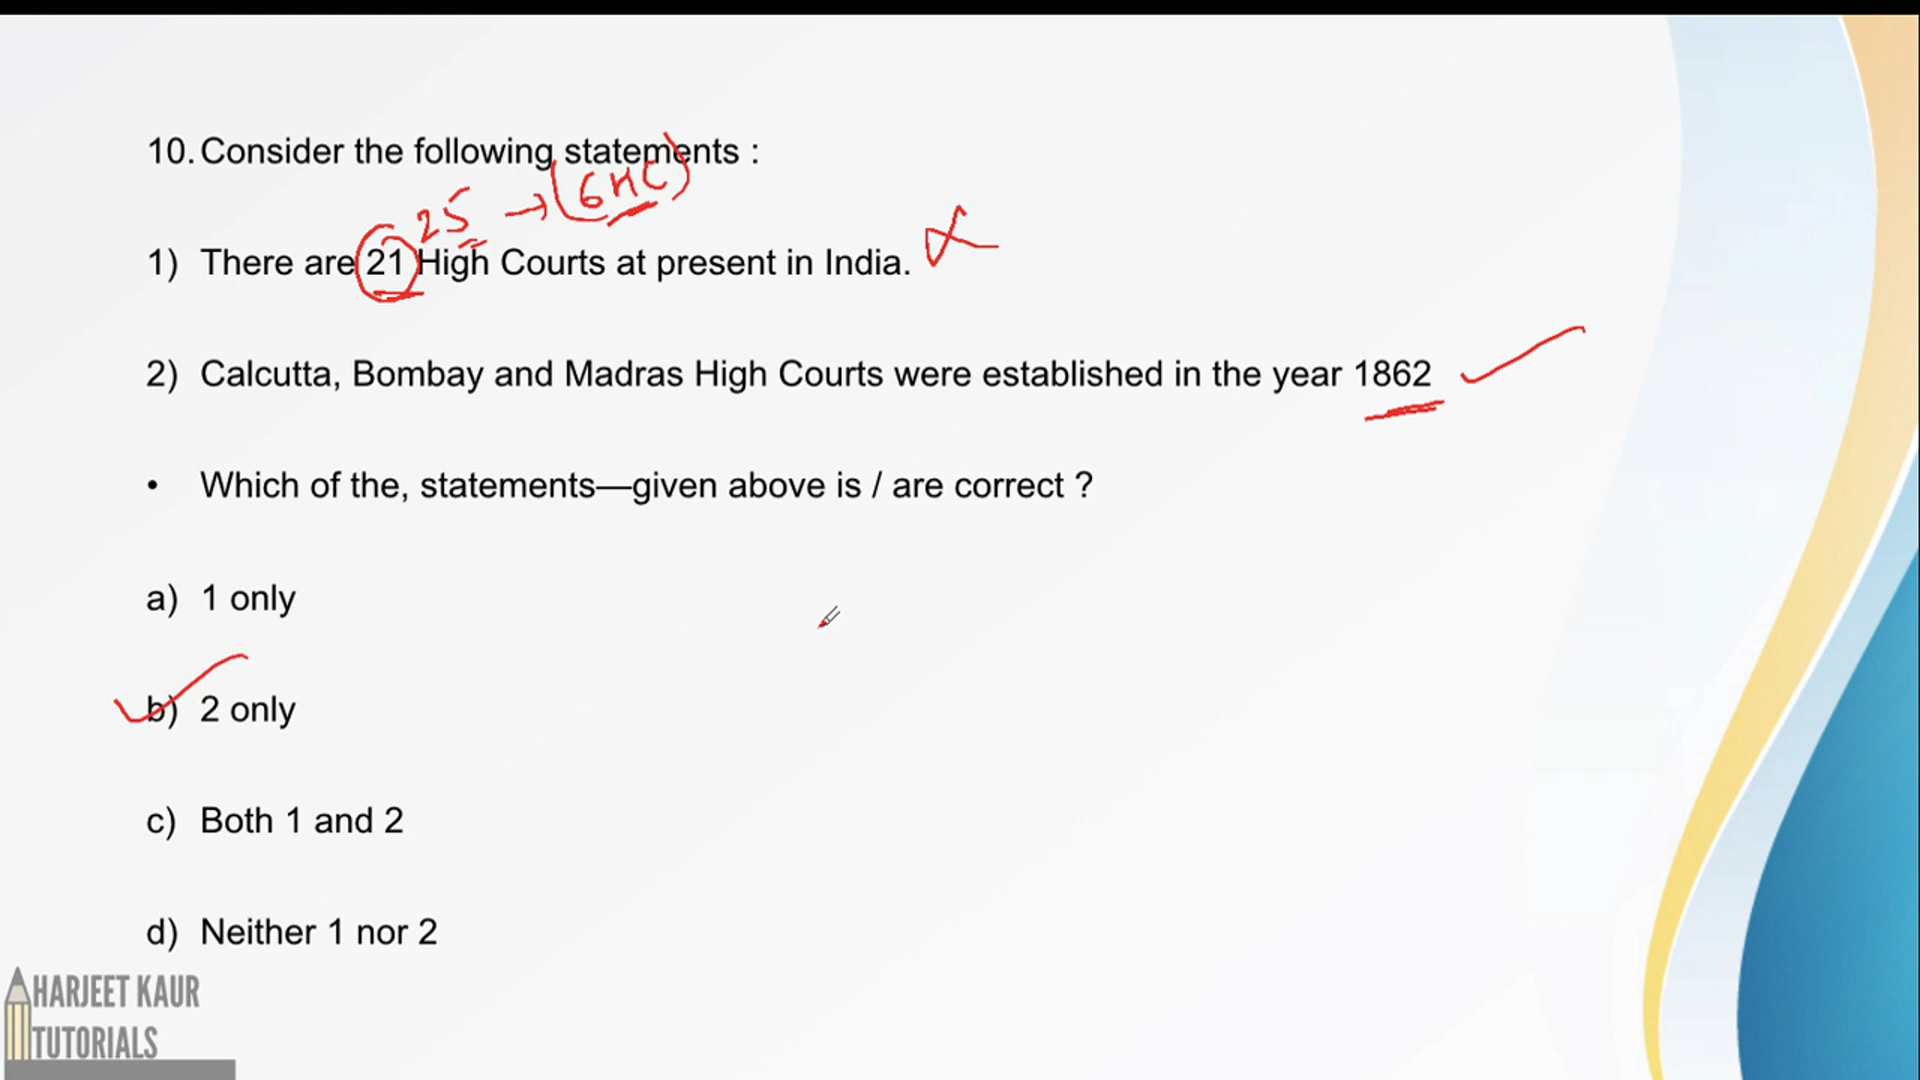 10. Consider the following statements :
25 → (6HC)
1) There are 21 High Courts at present in India.
2) Calcutta, Bombay and Madras High Courts were established in the year 1862
• Which of the, statements—given above is / are correct ?
a) 1 only
b) 2 only
c) Both 1 and 2
d) Neither 1 nor 2
HARJEET KAUR
TUTORIALS